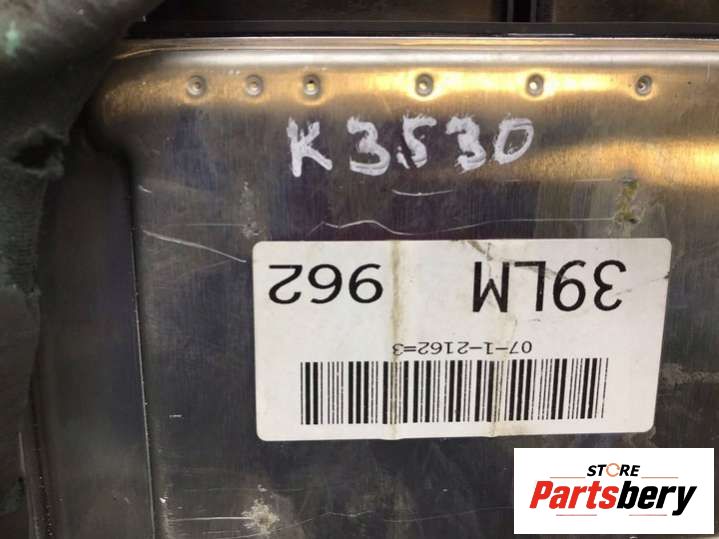 K3530
07-1-2162=3
39LM 962
STORE
Partsbery